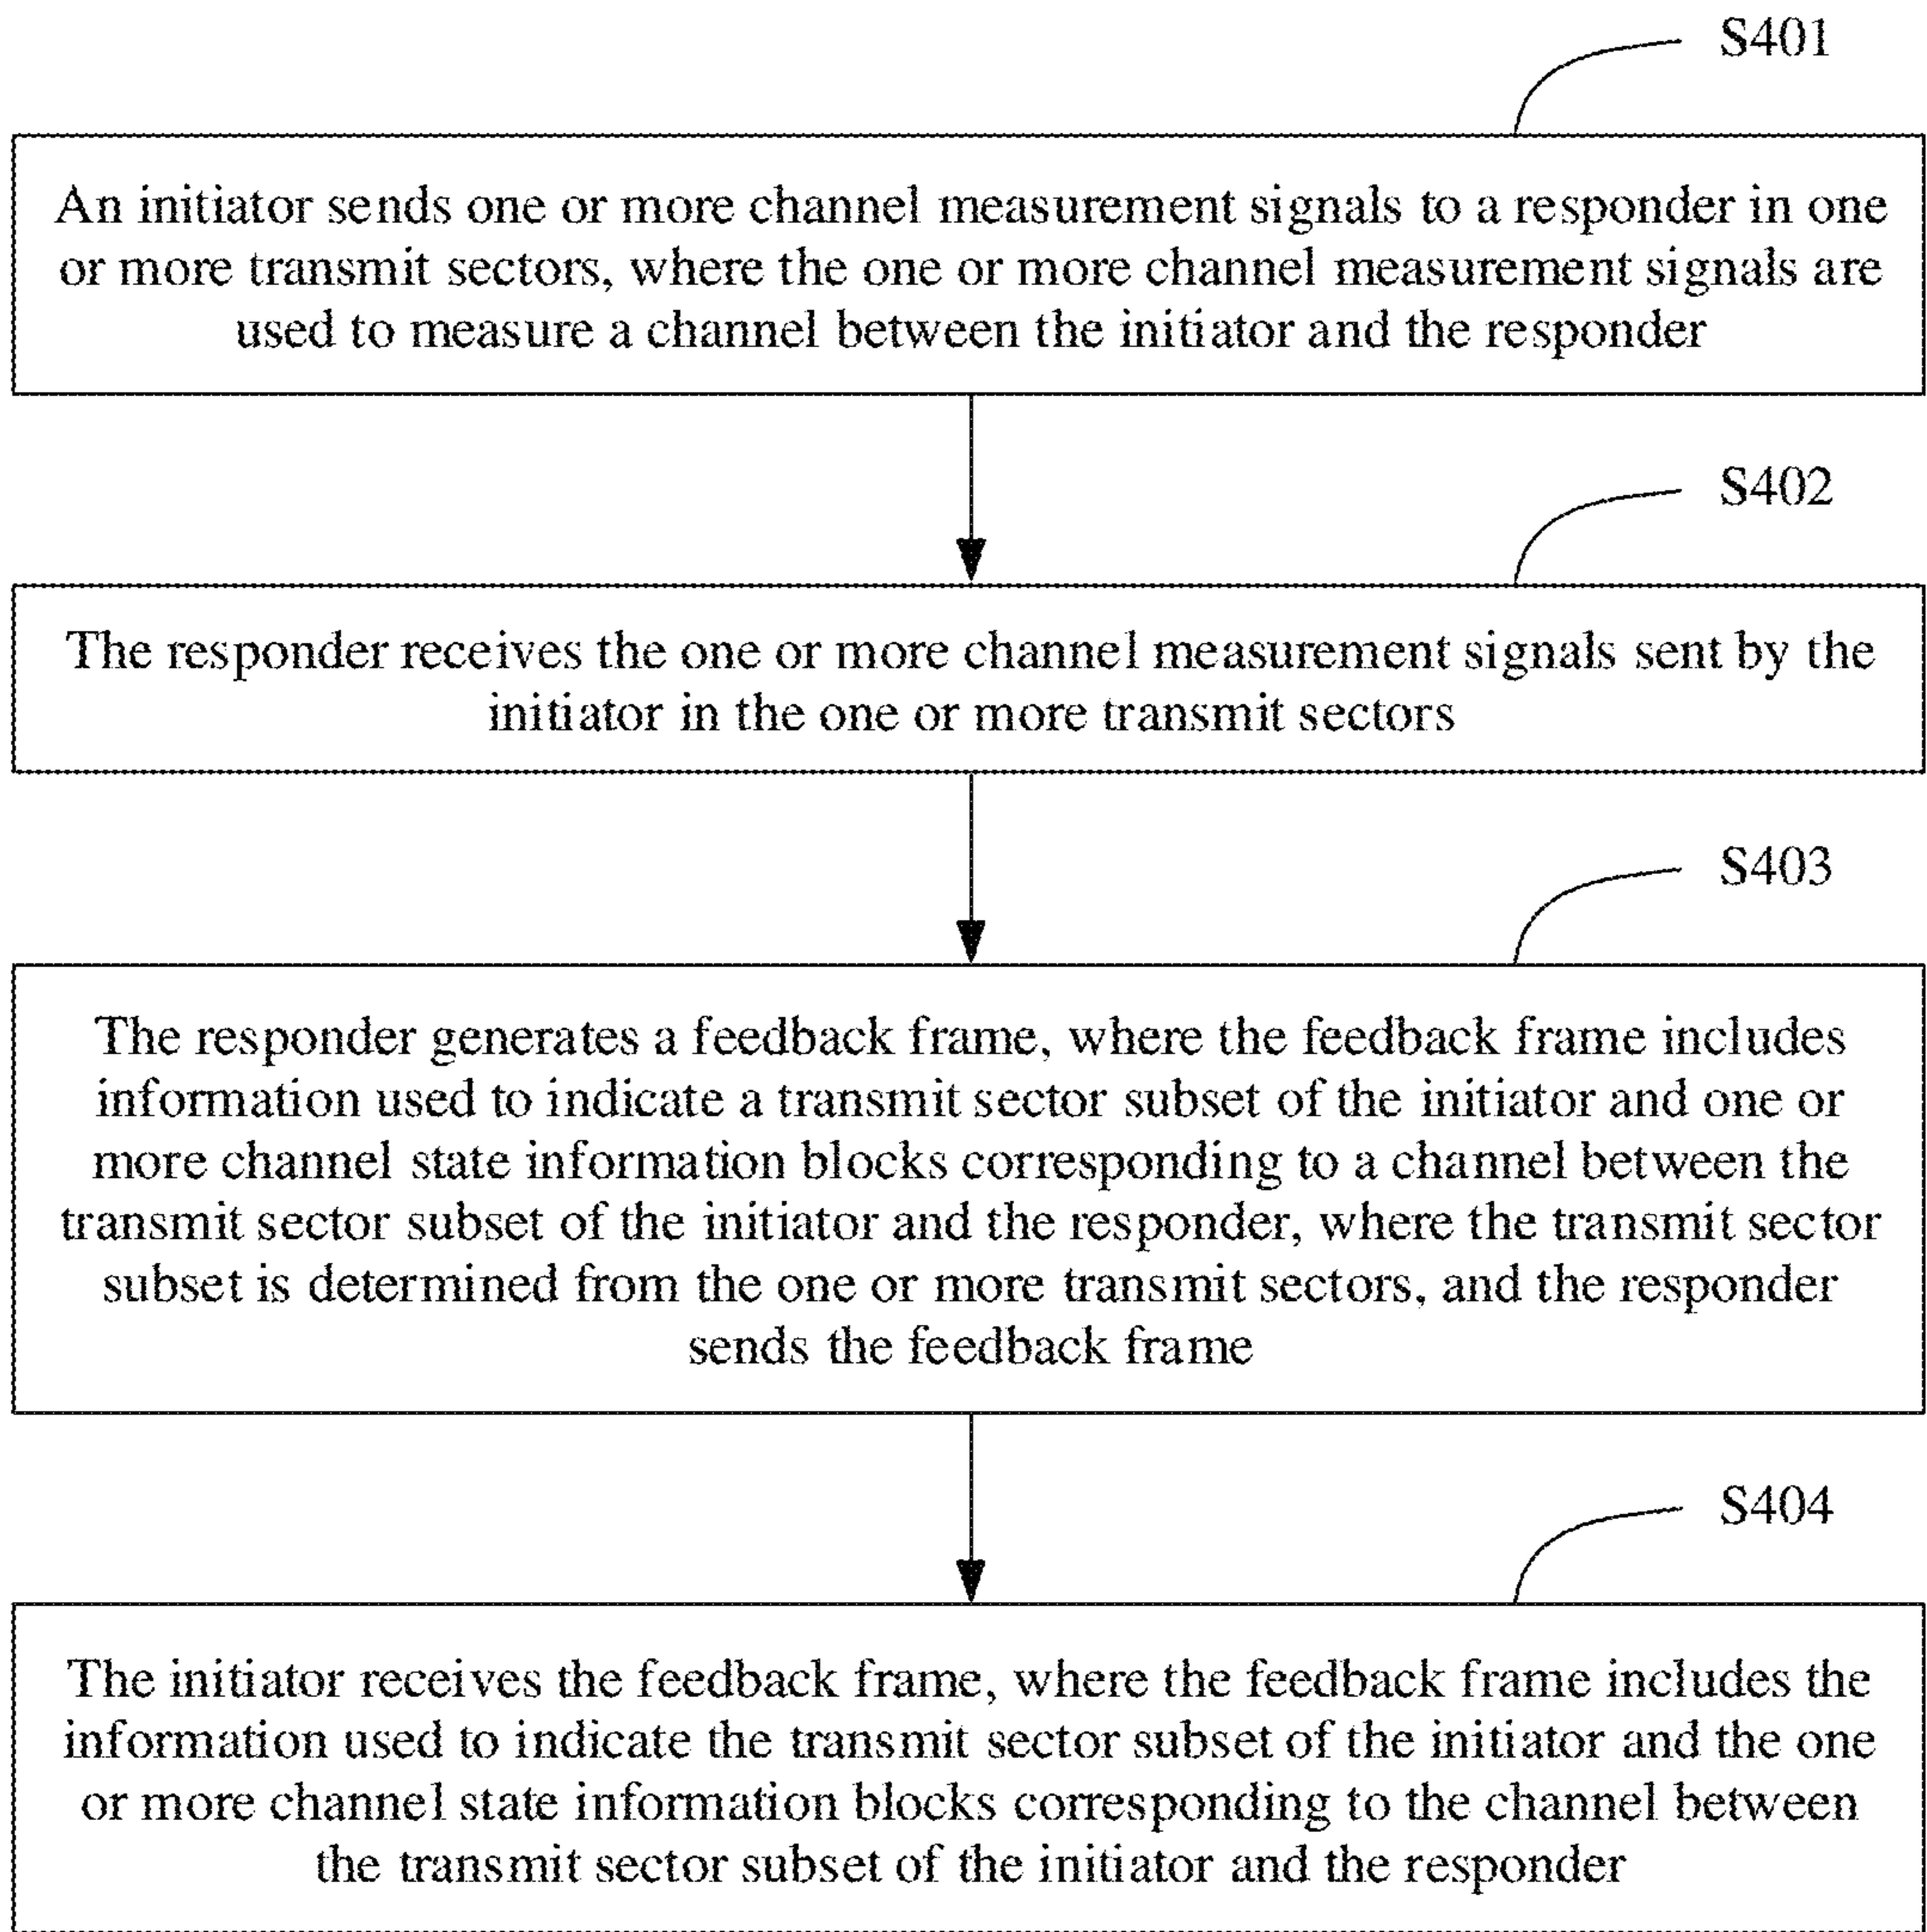 S401
An initiator sends one or more channel measurement signals to a responder in one
or more transmit sectors, where the one or more channel measurement signals are
used to measure a channel between the initiator and the responder
S402
The responder receives the one or more channel measurement signals sent by the
initiator in the one or more transmit sectors
S403
The responder generates a feedback frame, where the feedback frame includes
information used to indicate a transmit sector subset of the initiator and one or
more channel state information blocks corresponding to a channel between the
transmit sector subset of the initiator and the responder, where the transmit sector
subset is determined from the one or more transmit sectors, and the responder
sends the feedback frame
S404
The initiator receives the feedback frame, where the feedback frame includes the
information used to indicate the transmit sector subset of the initiator and the one
or more channel state information blocks corresponding to the channel between
the transmit sector subset of the initiator and the responder